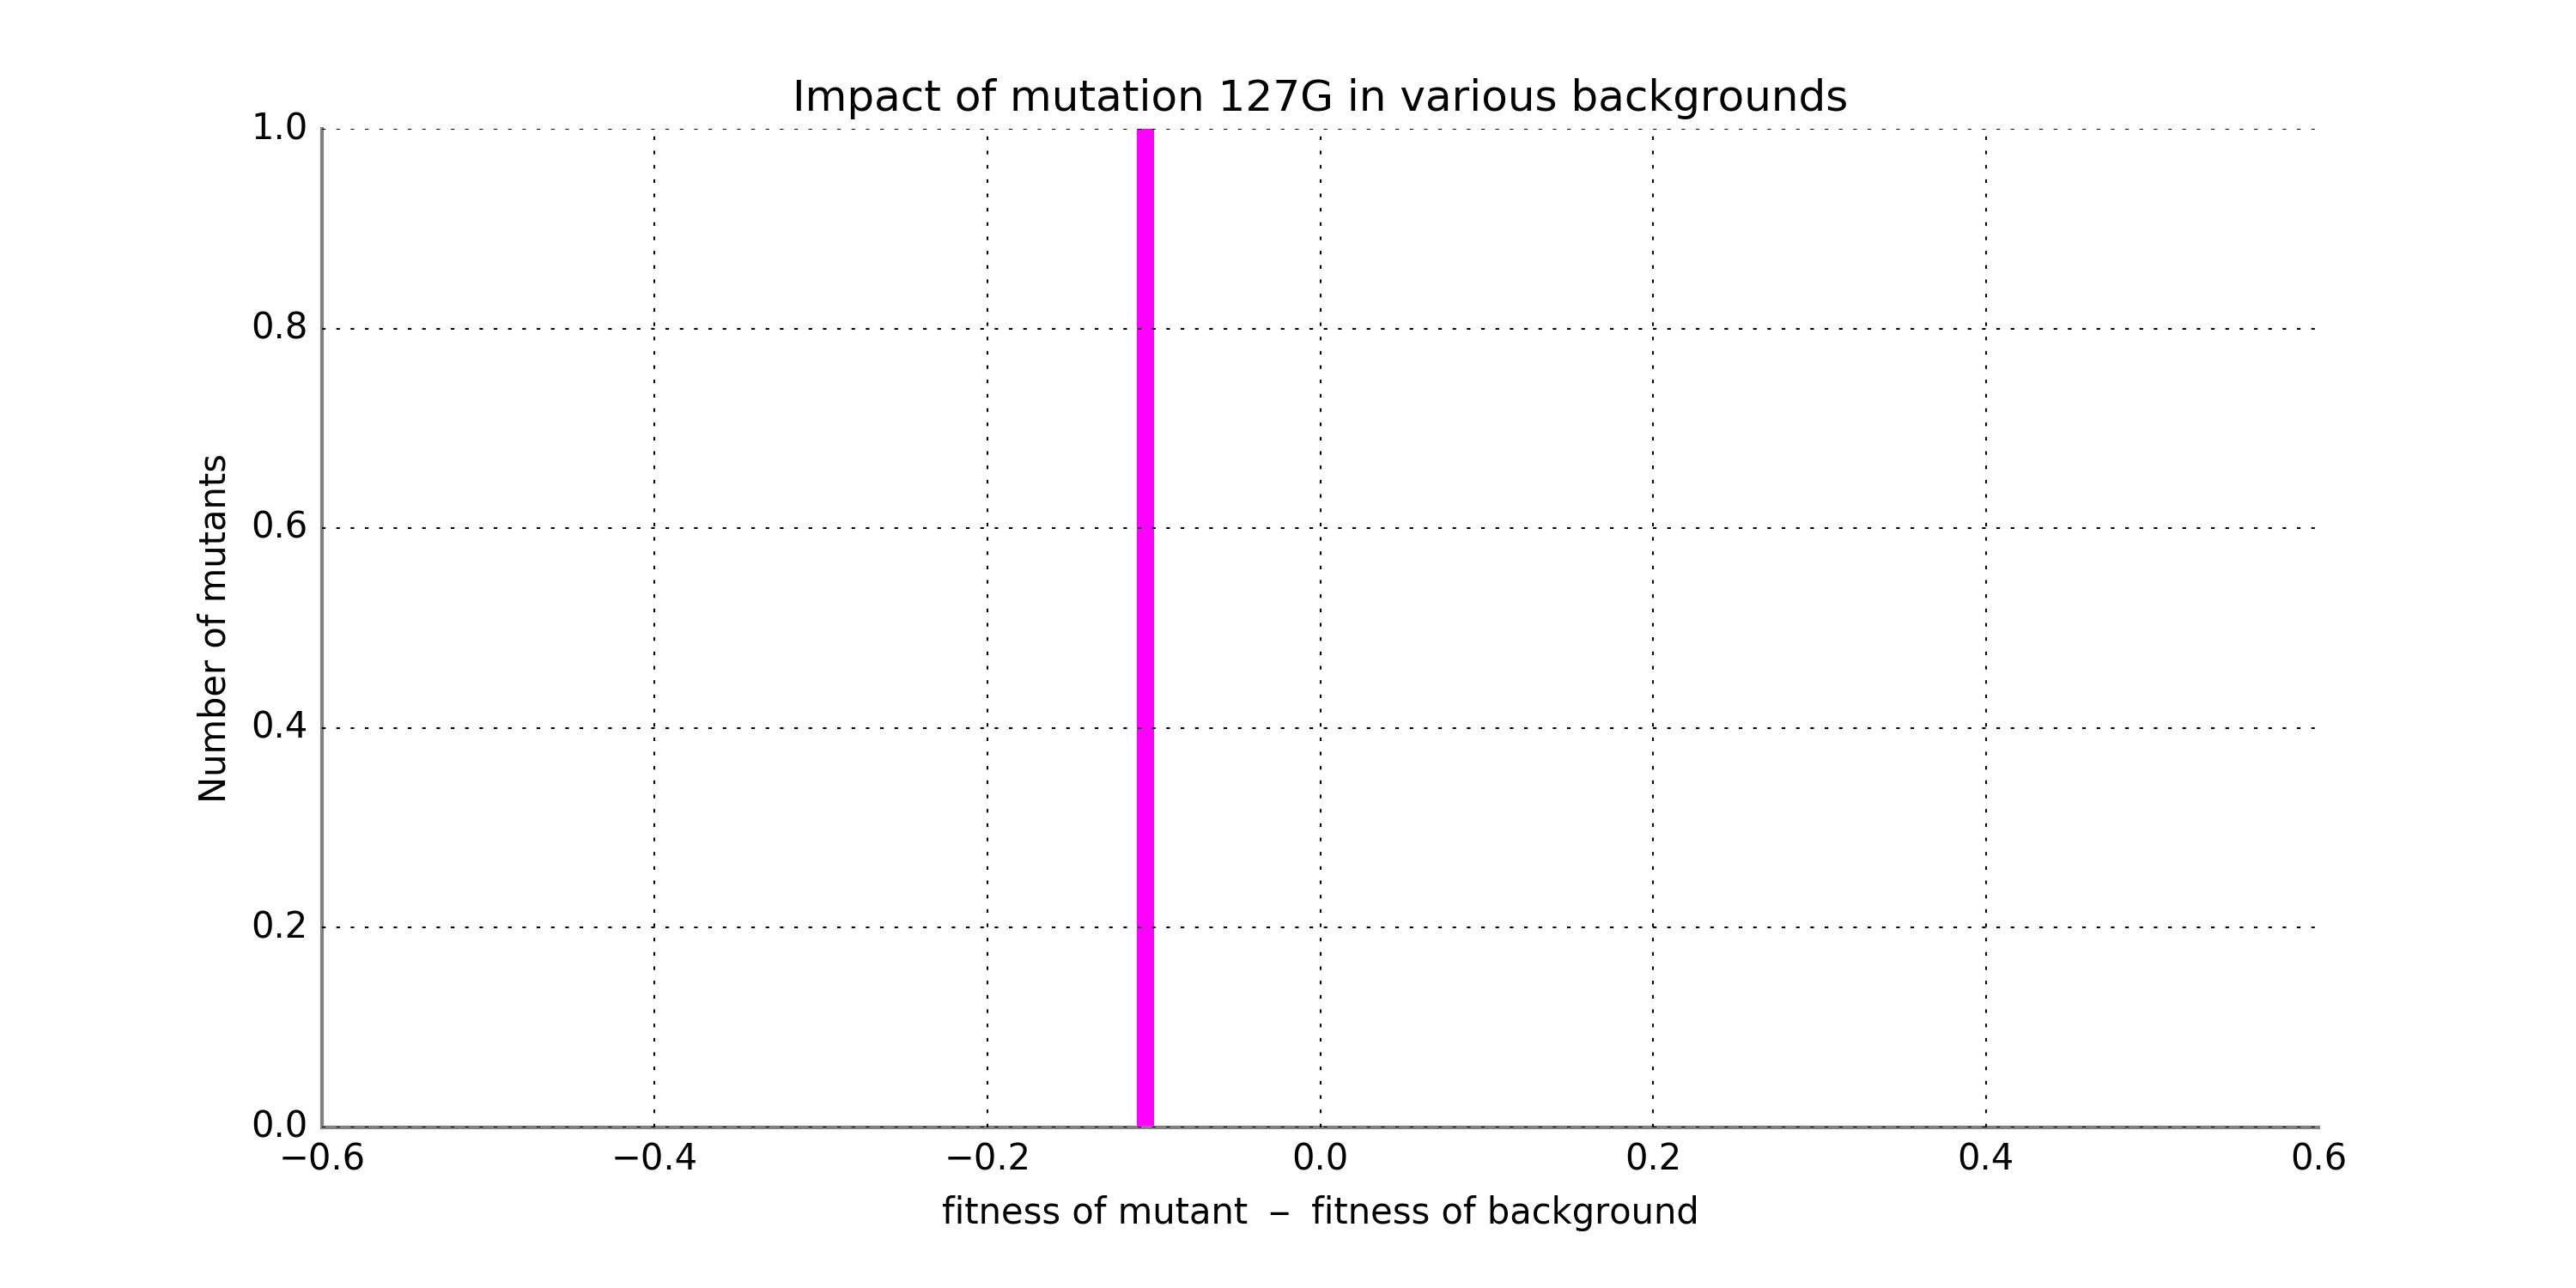 Impact of mutation 127G in various backgrounds
1.0
0.8
0.6
0.4
0.2
0.0
Number of mutants
−0.6 −0.4 −0.2 0.0 0.2 0.4 0.6
fitness of mutant − fitness of background